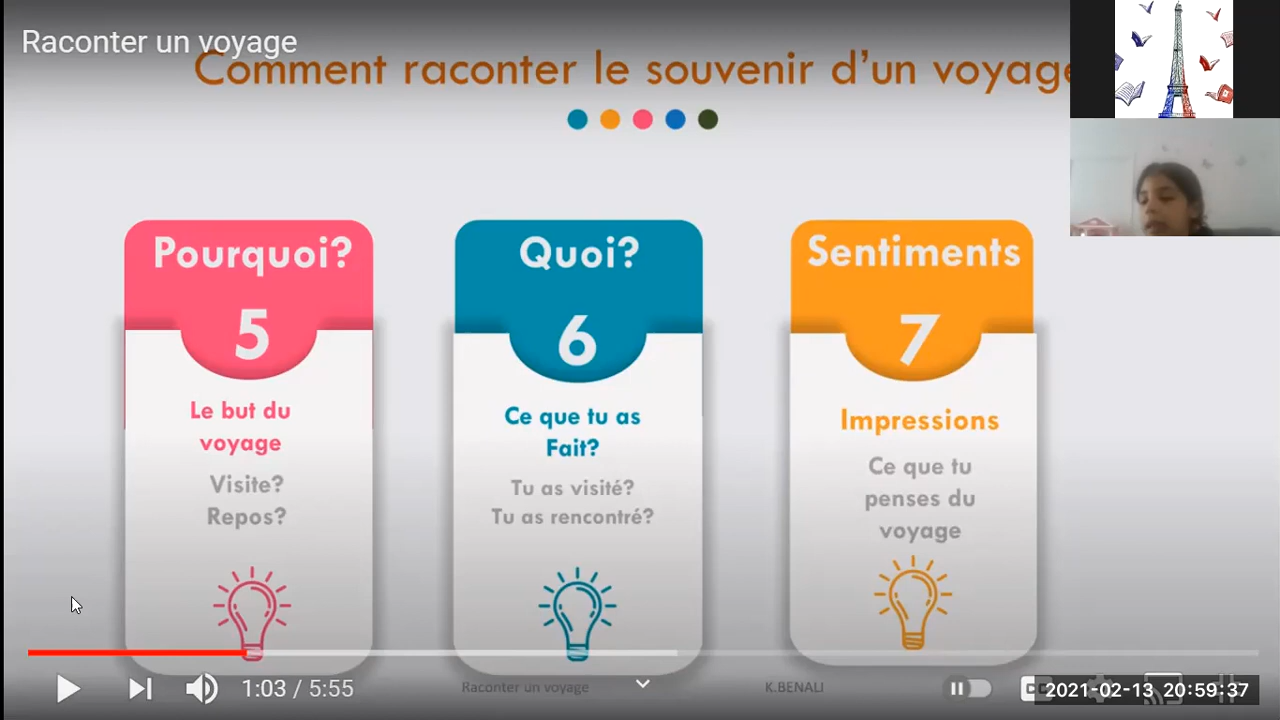 Raconter un voyage
Comment raconter le souvenir d'un voyage
Pourquoi?
5
Le but du
voyage
Visite?
Repos?
Quoi?
6
Ce que tu as
Fait?
Tu as visité?
Tu as rencontré?
Sentiments
7
Impressions
Ce que tu
penses du
voyage
1:03 / 5:55
Raconter un voyage
K.BENALI
2021-02-13 20:59:37